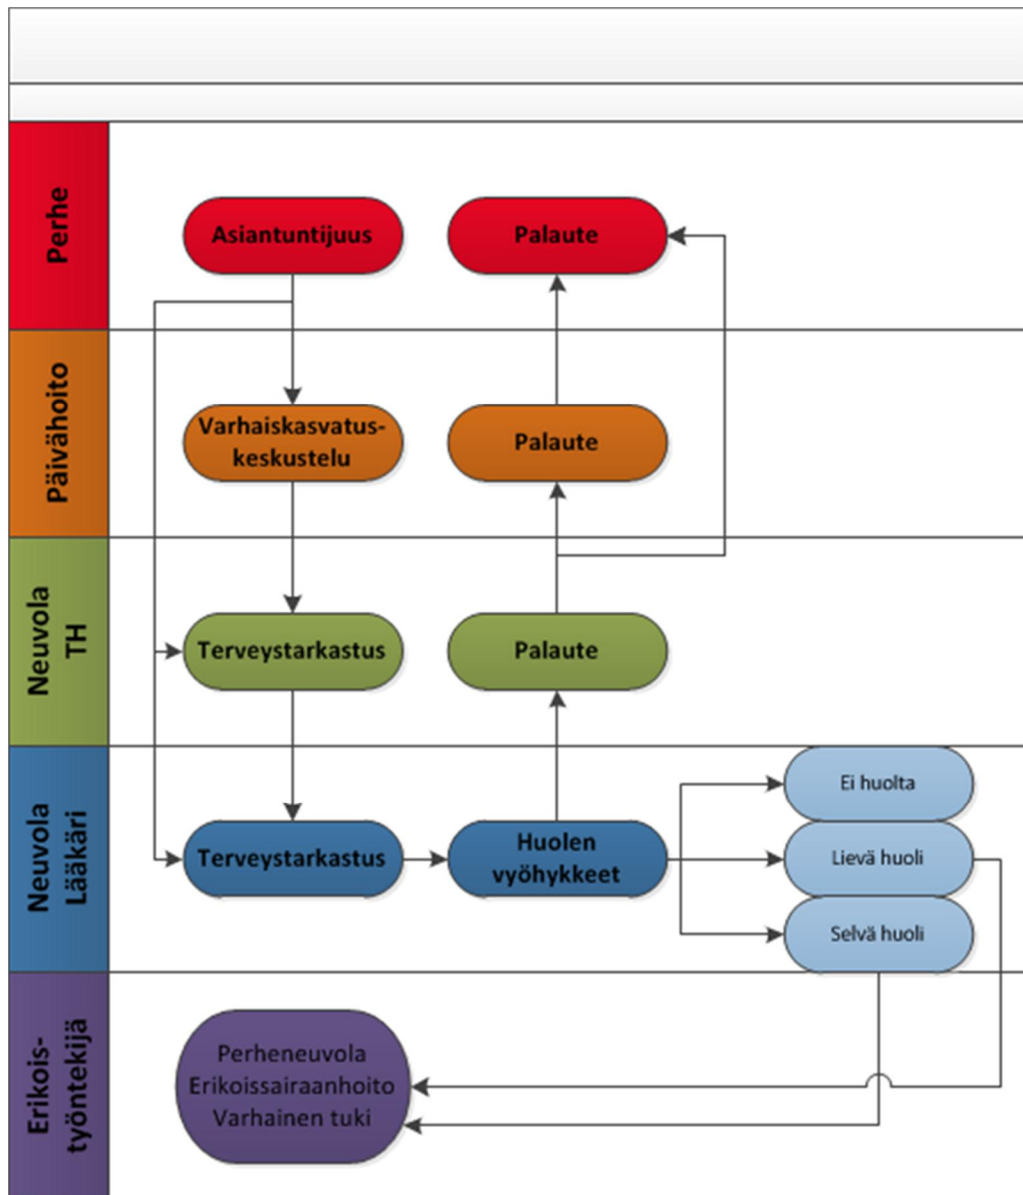 Perhe
Asiantuntijuus
Palaute
Päivähoito
Varhaiskasvatus-
keskustelu
Palaute
Neuvola
TH
Terveystarkastus
Palaute
Neuvola
Lääkäri
Terveystarkastus
Huolen
vyöhykkeet
Ei huolta
Lievä huoli
Selvä huoli
Erikois-
työntekijä
Perheneuvola
Erikoissairaanhoito
Varhainen tuki